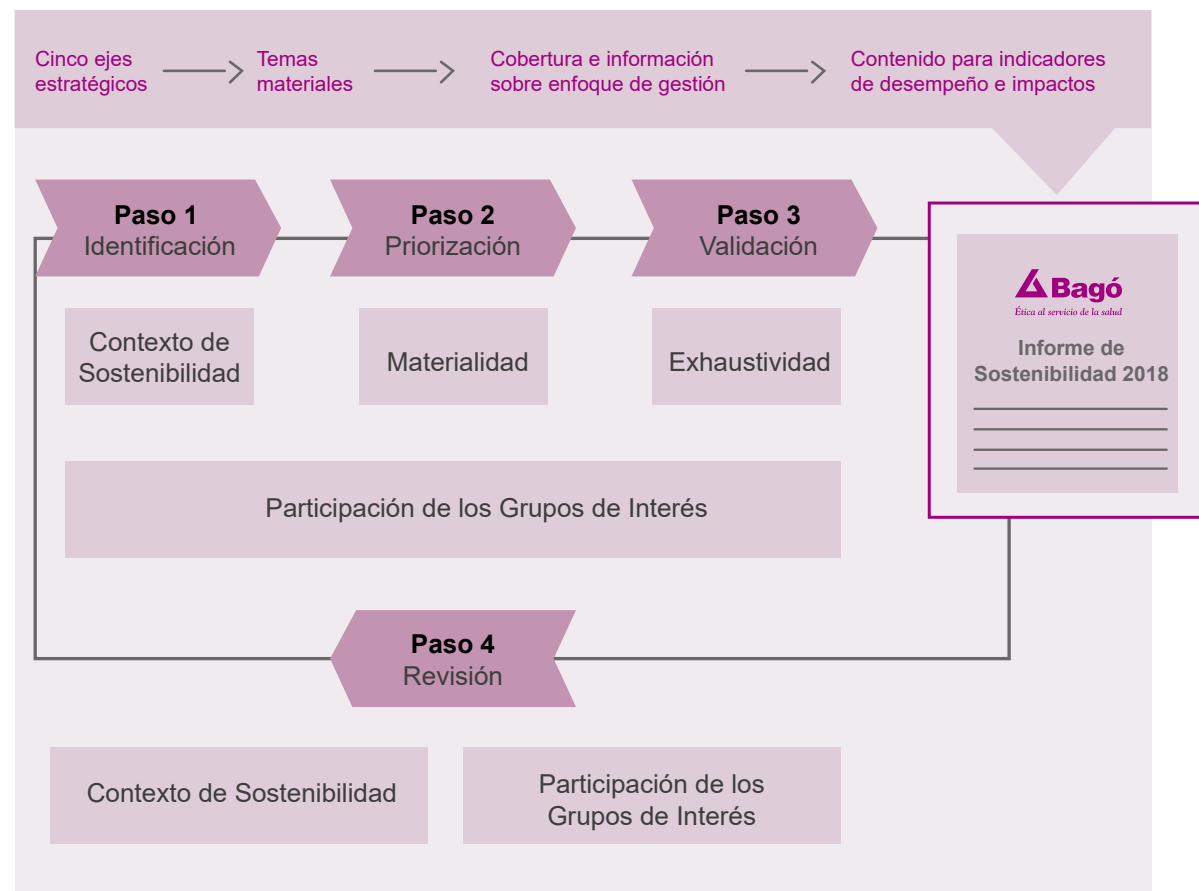 Cinco ejes
estratégicos
Temas
materiales
Cobertura e información
sobre enfoque de gestión
Contenido para indicadores
de desempeño e impactos
Paso 1
Identificación
Paso 2
Priorización
Paso 3
Validación
Bagó
Ética al servicio de la salud
Informe de
Sostenibilidad 2018
Contexto de
Sostenibilidad
Materialidad
Exhaustividad
Participación de los Grupos de Interés
Paso 4
Revisión
Contexto de Sostenibilidad
Participación de los
Grupos de Interés